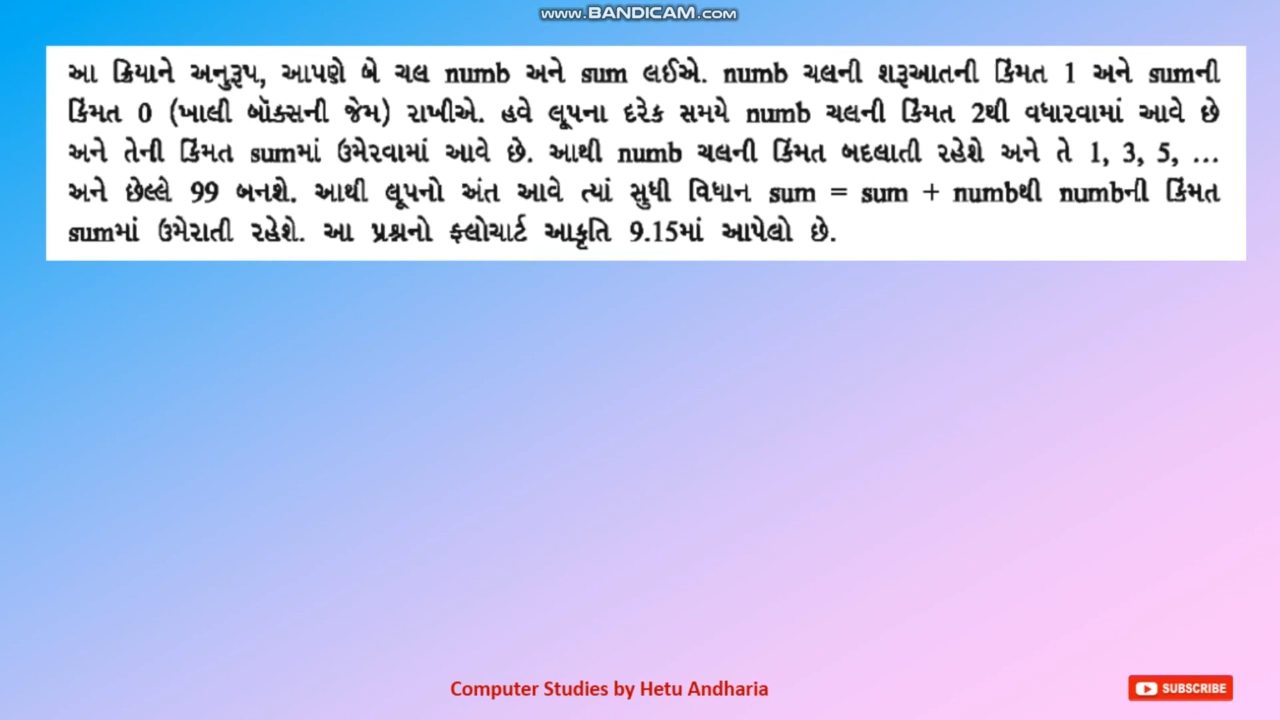 www.BANDICAM.com
આ ક્રિયાને અનુરૂપ, આપણે બે ચલ numb અને sum લઈએ. numb ચલની શરૂઆતની કિંમત 1 અને sumની
કિંમત 0 (ખાલી બૉક્સની જેમ) રાખીએ. હવે લૂપના દરેક સમયે numb ચલની કિંમત 2થી વધારવામાં આવે છે
અને તેની કિંમત sumમાં ઉમેરવામાં આવે છે. આથી numb ચલની કિંમત બદલાતી રહેશે અને તે 1, 3, 5, ...
અને છેલ્લે 99 બનશે. આથી લૂપનો અંત આવે ત્યાં સુધી વિધાન sum = sum + numbથી numbની કિંમત
sumમાં ઉમેરાતી રહેશે. આ પ્રશ્નનો ફ્લોચાર્ટ આકૃતિ 9.15માં આપેલો છે.
Computer Studies by Hetu Andharia
SUBSCRIBE